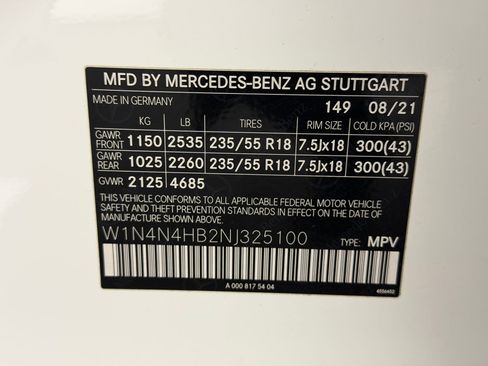 MFD BY MERCEDES-BENZ AG STUTTGART
MADE IN GERMANY 149 08/21
KG LB TIRES RIM SIZE COLD KPA (PSI)
GAWR FRONT 1150 2535 235/55 R18 7.5Jx18 300(43)
GAWR REAR 1025 2260 235/55 R18 7.5Jx18 300(43)
GVWR 2125 4685
THIS VEHICLE CONFORMS TO ALL APPLICABLE FEDERAL MOTOR VEHICLE
SAFETY AND THEFT PREVENTION STANDARDS IN EFFECT ON THE DATE OF
MANUFACTURE SHOWN ABOVE.
W1N4N4HB2NJ325100 TYPE: MPV
A 000 817 54 04